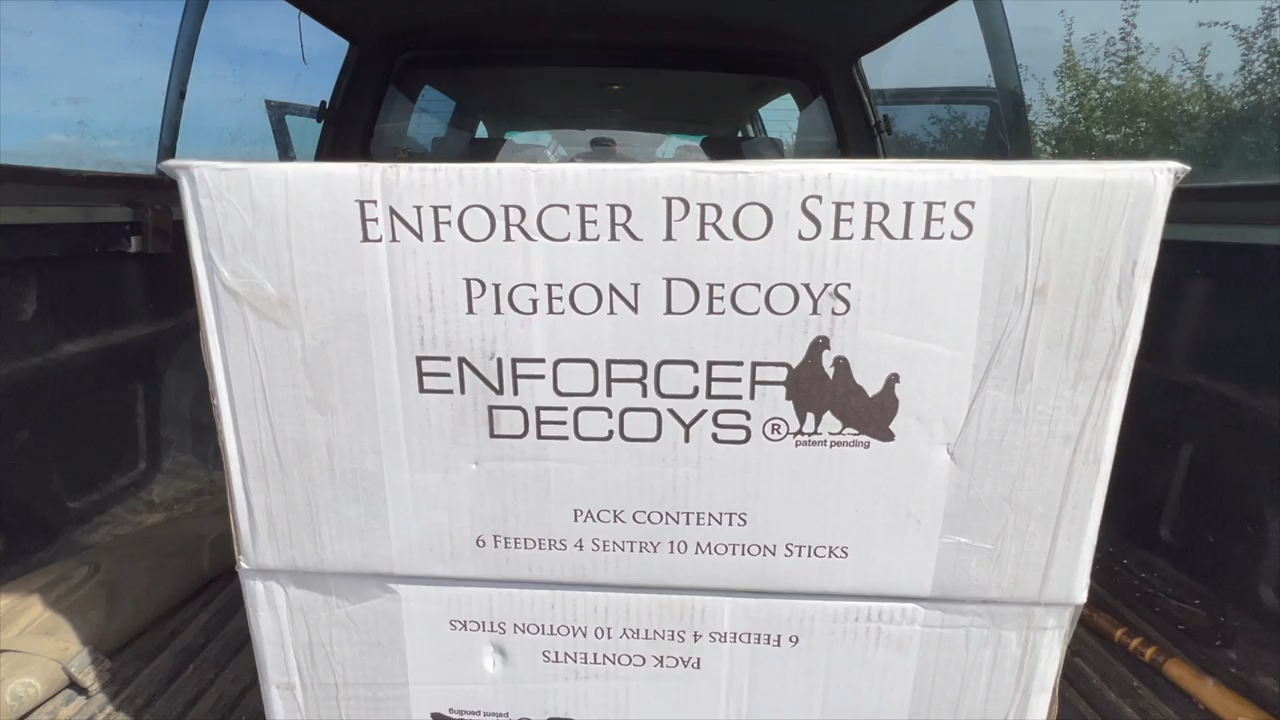 ENFORCER PRO SERIES
PIGEON DECOYS
ENFORCER
DECOYS ®
patent pending
PACK CONTENTS
6 FEEDERS 4 SENTRY 10 MOTION STICKS
6 FEEDERS 4 SENTRY 10 MOTION STICKS
PACK CONTENTS
patent pending